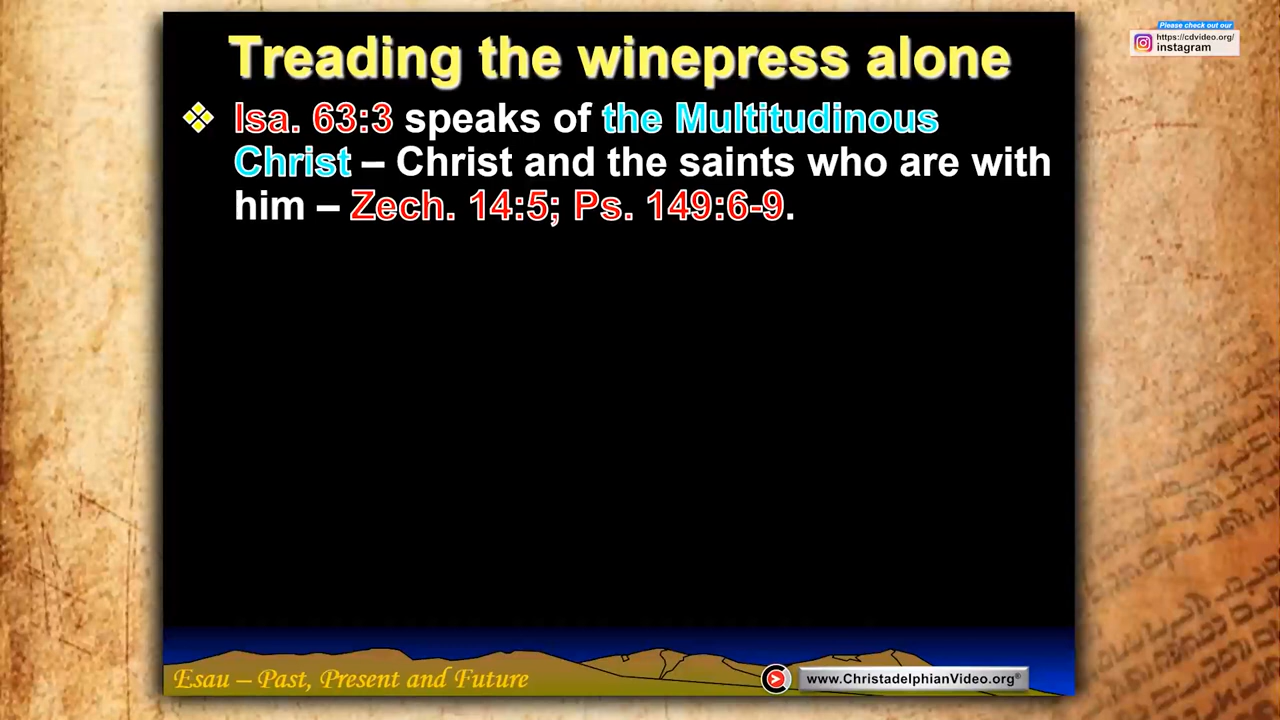 Treading the winepress alone
Isa. 63:3 speaks of the Multitudinous
Christ – Christ and the saints who are with
him – Zech. 14:5; Ps. 149:6-9.
Esau – Past, Present and Future
www.ChristadelphianVideo.org®
Please check out our
https://cdvideo.org/
instagram